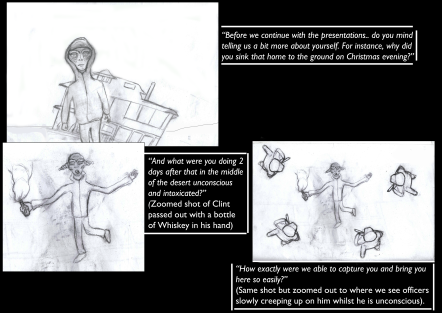 "Before we continue with the presentations.. do you mind
telling us a bit more about yourself. For instance, why did
you sink that home to the ground on Christmas evening?"
"And what were you doing 2
days after that in the middle
of the desert unconscious
and intoxicated?"
(Zoomed shot of Clint
passed out with a bottle
of Whiskey in his hand)
"How exactly were we able to capture you and bring you
here so easily?"
(Same shot but zoomed out to where we see officers
slowly creeping up on him whilst he is unconscious).